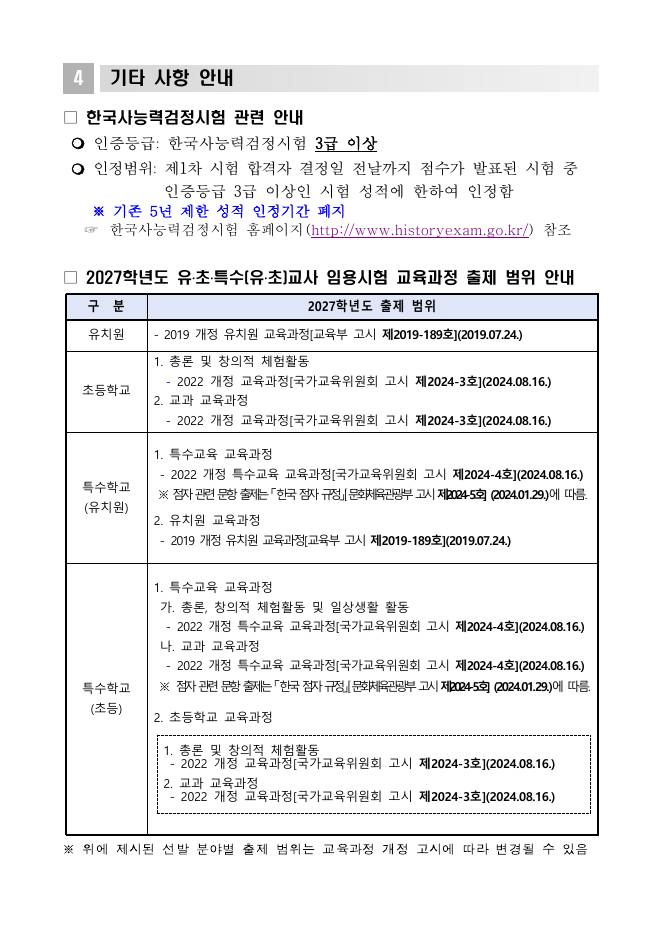 4 기타 사항 안내
□ 한국사능력검정시험 관련 안내
❍ 인증등급: 한국사능력검정시험 3급 이상
❍ 인정범위: 제1차 시험 합격자 결정일 전날까지 점수가 발표된 시험 중
인증등급 3급 이상인 시험 성적에 한하여 인정함
※ 기존 5년 제한 성적 인정기간 폐지
☞ 한국사능력검정시험 홈페이지(http://www.historyexam.go.kr/) 참조
□ 2027학년도 유·초·특수(유·초)교사 임용시험 교육과정 출제 범위 안내
구 분 2027학년도 출제 범위
유치원 - 2019 개정 유치원 교육과정[교육부 고시 제2019-189호](2019.07.24.)
초등학교
1. 총론 및 창의적 체험활동
- 2022 개정 교육과정[국가교육위원회 고시 제2024-3호](2024.08.16.)
2. 교과 교육과정
- 2022 개정 교육과정[국가교육위원회 고시 제2024-3호](2024.08.16.)
특수학교
(유치원)
1. 특수교육 교육과정
- 2022 개정 특수교육 교육과정[국가교육위원회 고시 제2024-4호](2024.08.16.)
※ 점자 관련 문항 출제는 「한국 점자 규정」[문화체육관광부 고시 제2024-5호] (2024.01.29.)에 따름.
2. 유치원 교육과정
- 2019 개정 유치원 교육과정[교육부 고시 제2019-189호](2019.07.24.)
특수학교
(초등)
1. 특수교육 교육과정
가. 총론, 창의적 체험활동 및 일상생활 활동
- 2022 개정 특수교육 교육과정[국가교육위원회 고시 제2024-4호](2024.08.16.)
나. 교과 교육과정
- 2022 개정 특수교육 교육과정[국가교육위원회 고시 제2024-4호](2024.08.16.)
※ 점자 관련 문항 출제는 「한국 점자 규정」[문화체육관광부 고시 제2024-5호] (2024.01.29.)에 따름.
2. 초등학교 교육과정
1. 총론 및 창의적 체험활동
- 2022 개정 교육과정[국가교육위원회 고시 제2024-3호](2024.08.16.)
2. 교과 교육과정
- 2022 개정 교육과정[국가교육위원회 고시 제2024-3호](2024.08.16.)
※ 위에 제시된 선발 분야별 출제 범위는 교육과정 개정 고시에 따라 변경될 수 있음